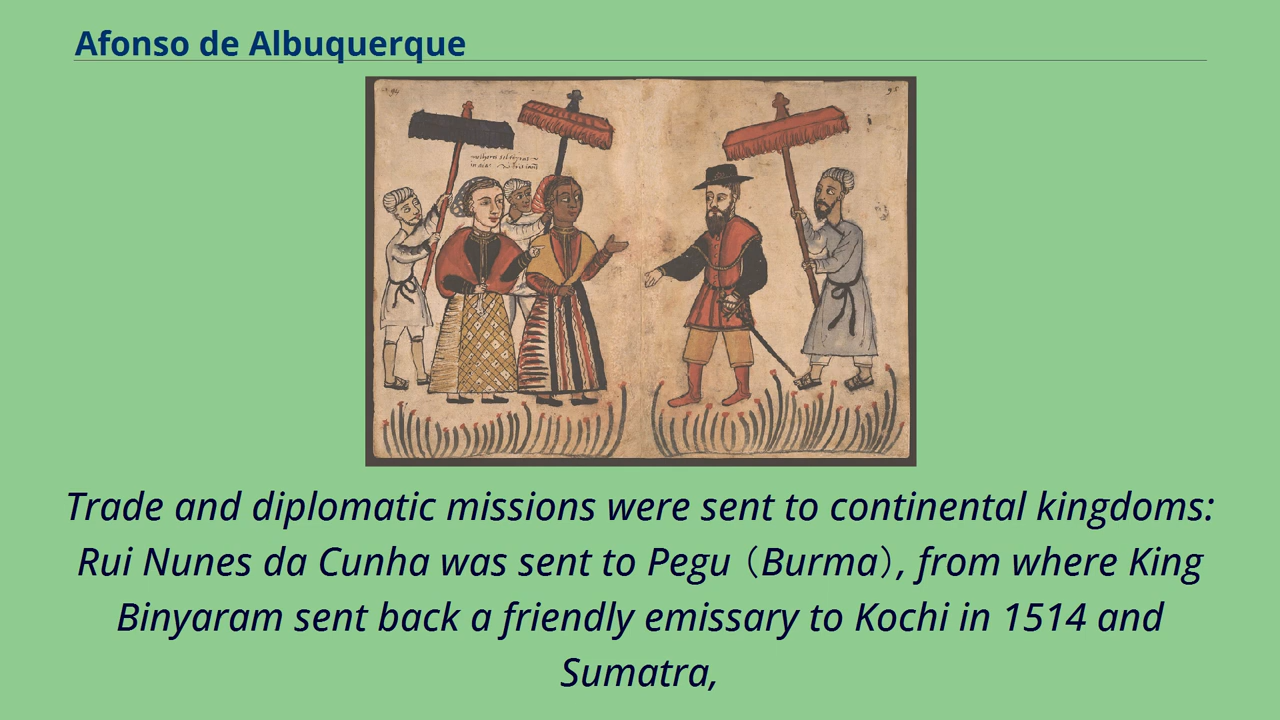 Afonso de Albuquerque
Trade and diplomatic missions were sent to continental kingdoms:
Rui Nunes da Cunha was sent to Pegu（Burma）, from where King
Binyaram sent back a friendly emissary to Kochi in 1514 and
Sumatra,